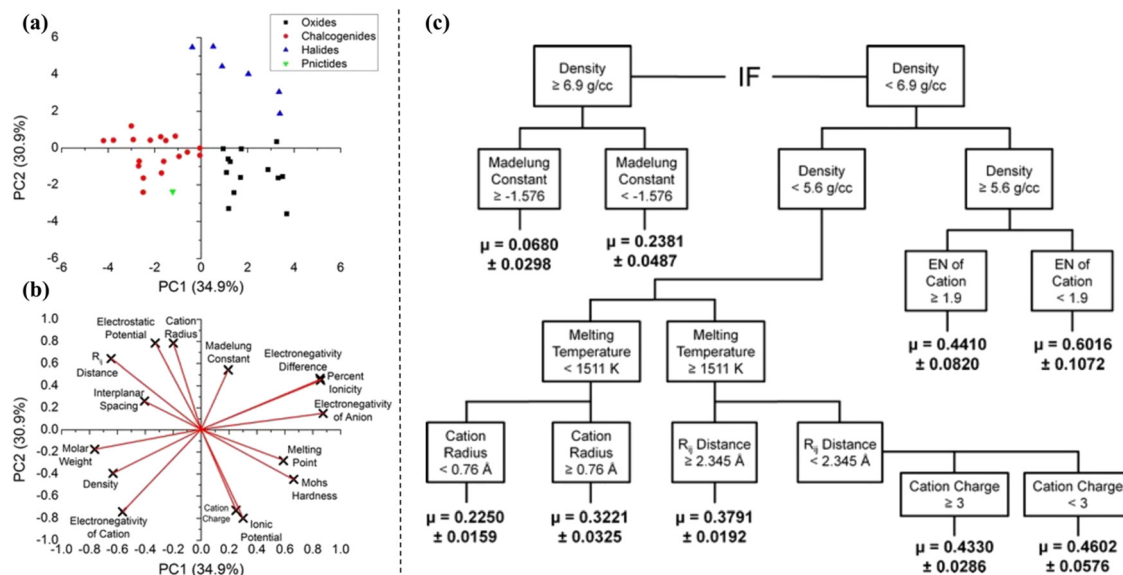 (a)
6
4
2
0
-2
-4
-6
PC2 (30.9%)
-6 -4 -2 0 2 4 6
PC1 (34.9%)
Oxides
Chalcogenides
Halides
Pnictides
(b)
1.0
0.8
0.6
0.4
0.2
0.0
-0.2
-0.4
-0.6
-0.8
-1.0
PC2 (30.9%)
Electrostatic
Potential
Cation
Radius
Madelung
Constant
Electronegativity
Difference
Percent
Ionicity
Electronegativity
of Anion
Rij
Distance
Interplanar
Spacing
Molar
Weight
Density
Electronegativity
of Cation
Cation
Charge
Ionic
Potential
Melting
Point
Mohs
Hardness
-1.0 -0.8 -0.6 -0.4 -0.2 0.0 0.2 0.4 0.6 0.8 1.0
PC1 (34.9%)
(c)
IF
Density
≥ 6.9 g/cc
Density
< 6.9 g/cc
Madelung
Constant
≥ -1.576
Madelung
Constant
< -1.576
Density
< 5.6 g/cc
Density
≥ 5.6 g/cc
μ = 0.0680
± 0.0298
μ = 0.2381
± 0.0487
EN of
Cation
≥ 1.9
EN of
Cation
< 1.9
μ = 0.4410
± 0.0820
μ = 0.6016
± 0.1072
Melting
Temperature
< 1511 K
Melting
Temperature
≥ 1511 K
Cation
Radius
< 0.76 Å
Cation
Radius
≥ 0.76 Å
Rij Distance
≥ 2.345 Å
Rij Distance
< 2.345 Å
μ = 0.2250
± 0.0159
μ = 0.3221
± 0.0325
μ = 0.3791
± 0.0192
Cation Charge
≥ 3
Cation Charge
< 3
μ = 0.4330
± 0.0286
μ = 0.4602
± 0.0576